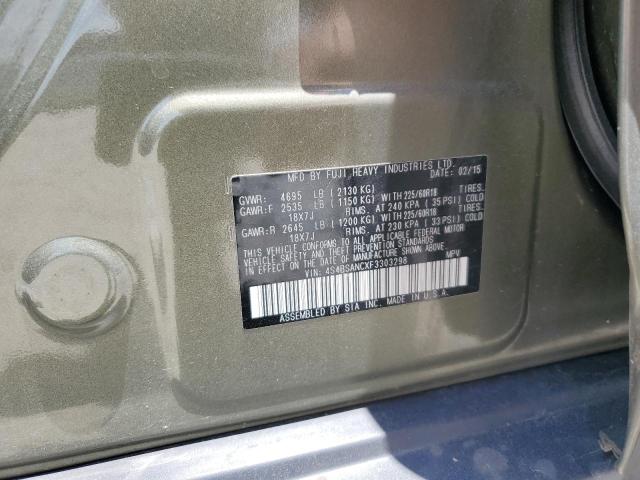 MFD BY FUJI HEAVY INDUSTRIES LTD.
DATE: 02/15
GVWR: 4695 LB (2130 KG)
GAWR:F 2535 LB (1150 KG) WITH 225/60R18 TIRES.
18X7J RIMS. AT 240 KPA (35 PSI) COLD
GAWR:R 2645 LB (1200 KG) WITH 225/60R18 TIRES.
18X7J RIMS. AT 230 KPA (33 PSI) COLD
THIS VEHICLE CONFORMS TO ALL APPLICABLE FEDERAL MOTOR
VEHICLE SAFETY STANDARDS IN EFFECT ON THE
DATE OF MANUFACTURE SHOWN ABOVE.
MPV
VIN: 4S4BSANCXF3303298
ASSEMBLED BY SIA INC. MADE IN U.S.A.